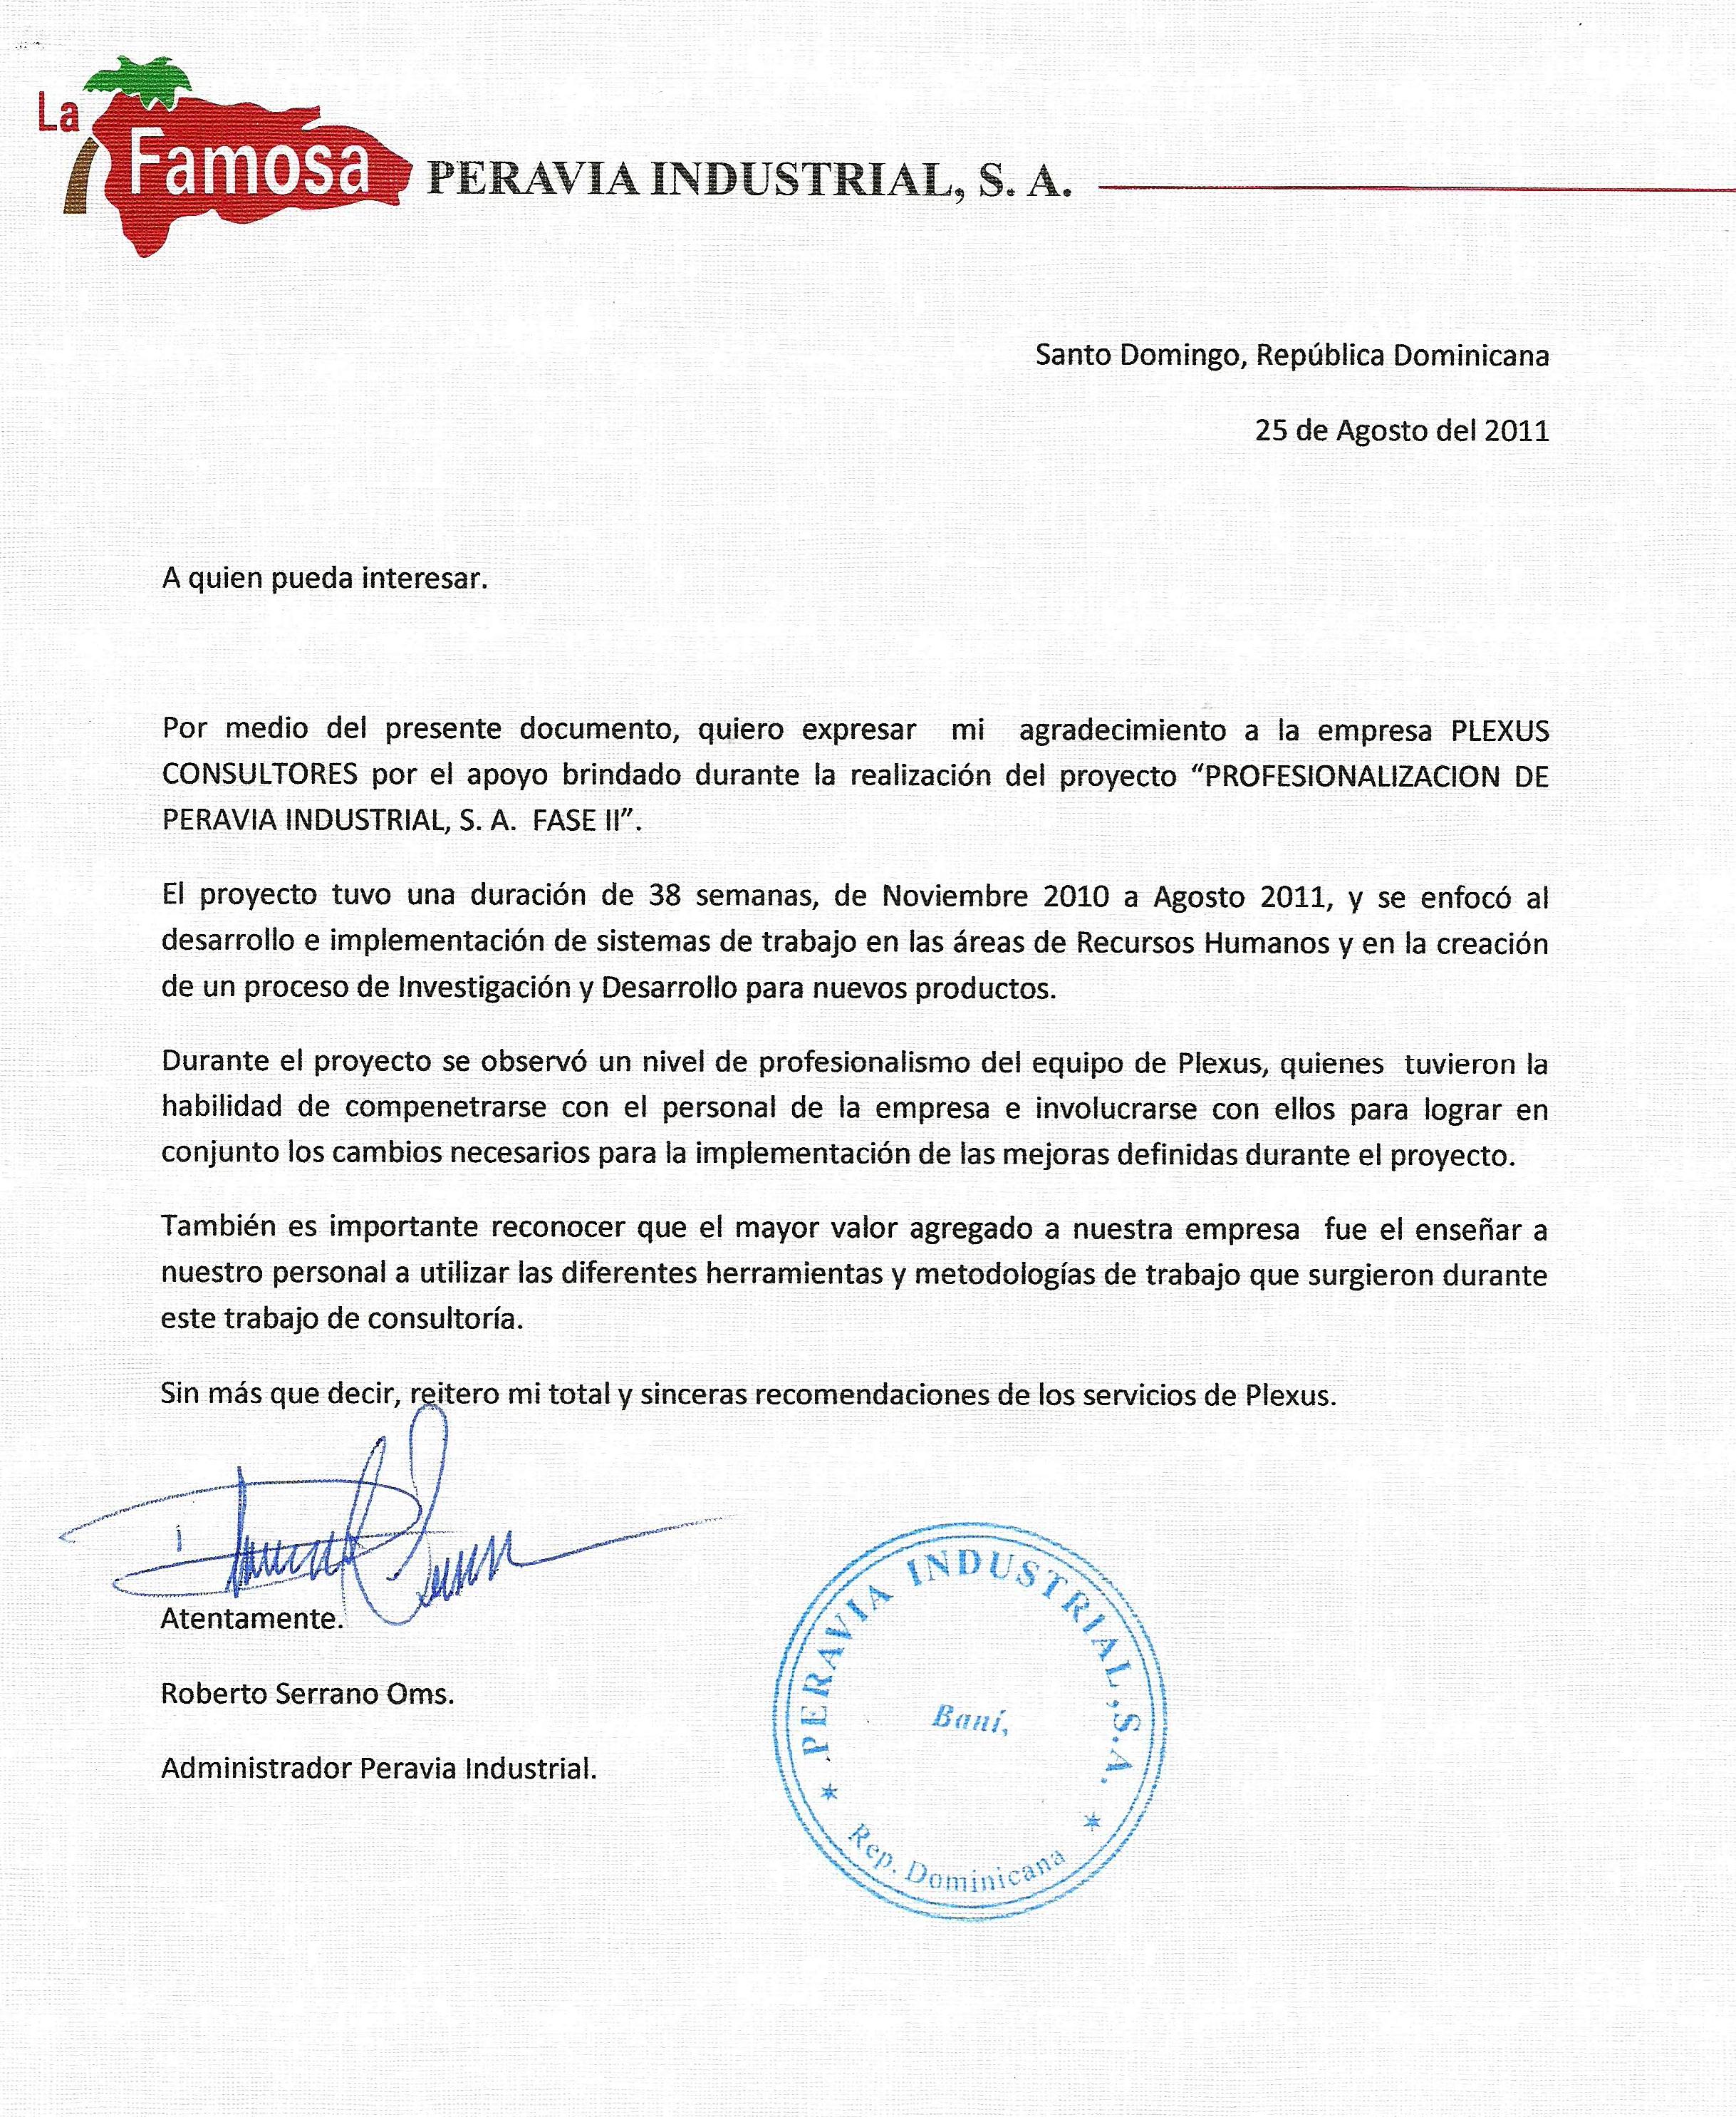 La
Famosa
PERAVIA INDUSTRIAL, S. A.
Santo Domingo, República Dominicana
25 de Agosto del 2011
A quien pueda interesar.
Por medio del presente documento, quiero expresar mi agradecimiento a la empresa PLEXUS
CONSULTORES por el apoyo brindado durante la realización del proyecto “PROFESIONALIZACION DE
PERAVIA INDUSTRIAL, S. A. FASE II”.
El proyecto tuvo una duración de 38 semanas, de Noviembre 2010 a Agosto 2011, y se enfocó al
desarrollo e implementación de sistemas de trabajo en las áreas de Recursos Humanos y en la creación
de un proceso de Investigación y Desarrollo para nuevos productos.
Durante el proyecto se observó un nivel de profesionalismo del equipo de Plexus, quienes tuvieron la
habilidad de compenetrarse con el personal de la empresa e involucrarse con ellos para lograr en
conjunto los cambios necesarios para la implementación de las mejoras definidas durante el proyecto.
También es importante reconocer que el mayor valor agregado a nuestra empresa fue el enseñar a
nuestro personal a utilizar las diferentes herramientas y metodologías de trabajo que surgieron durante
este trabajo de consultoría.
Sin más que decir, reitero mi total y sinceras recomendaciones de los servicios de Plexus.
Atentamente.
Roberto Serrano Oms.
Administrador Peravia Industrial.
PERAVIA INDUSTRIAL, S.A.
Baní,
Rep. Dominicana